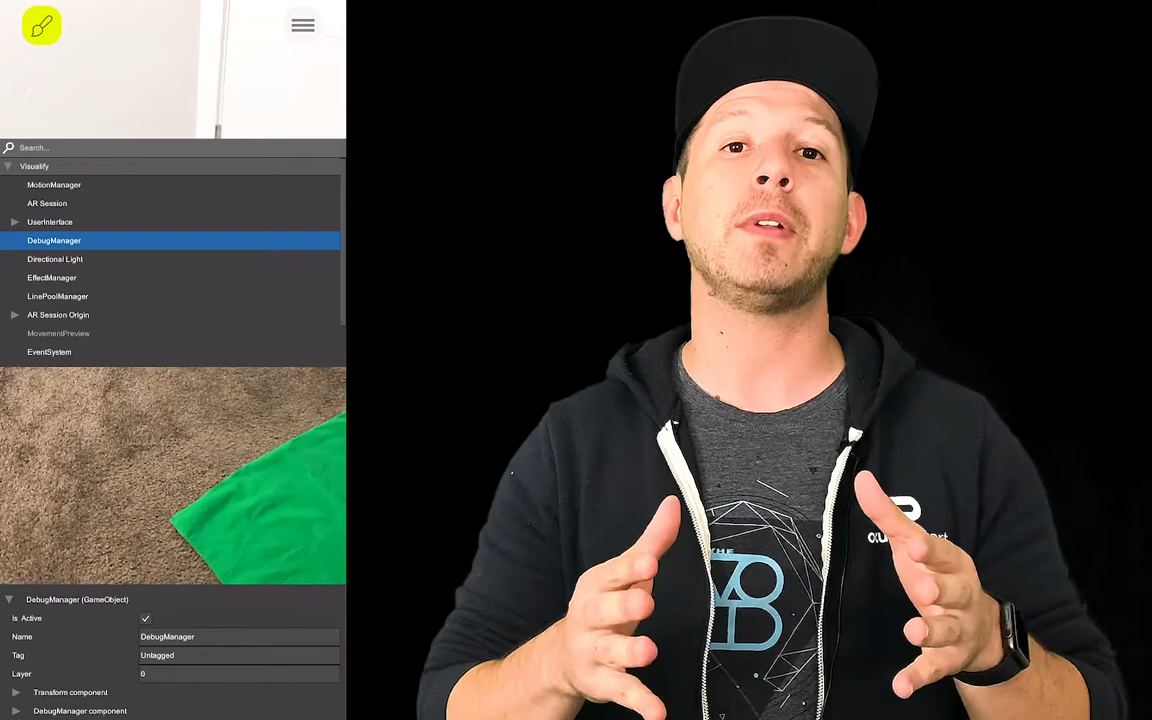 Search...
Visualify
MotionManager
AR Session
UserInterface
DebugManager
Directional Light
EffectManager
LinePoolManager
AR Session Origin
MovementPreview
EventSystem
DebugManager (GameObject)
Is Active
Name DebugManager
Tag Untagged
Layer 0
Transform component
DebugManager component
THE